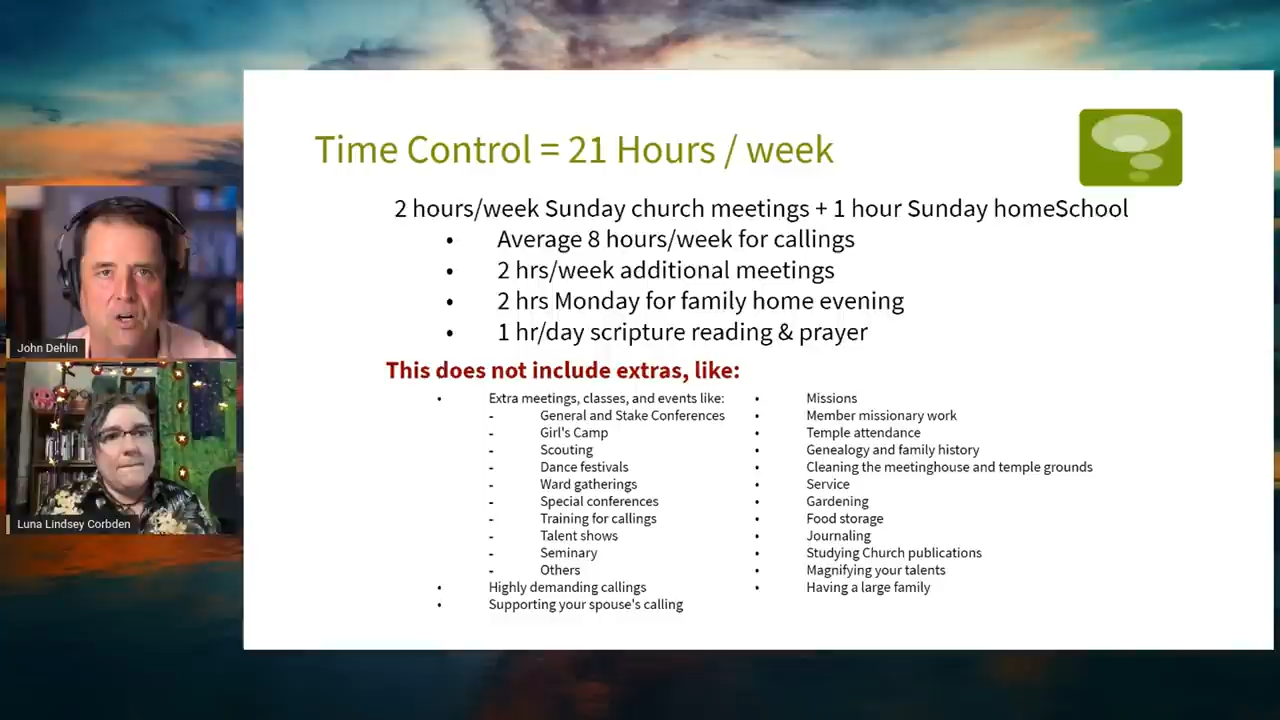 Time Control = 21 Hours / week
2 hours/week Sunday church meetings + 1 hour Sunday homeSchool
• Average 8 hours/week for callings
• 2 hrs/week additional meetings
• 2 hrs Monday for family home evening
• 1 hr/day scripture reading & prayer
This does not include extras, like:
• Extra meetings, classes, and events like:
- General and Stake Conferences
- Girl's Camp
- Scouting
- Dance festivals
- Ward gatherings
- Special conferences
- Training for callings
- Talent shows
- Seminary
- Others
• Highly demanding callings
• Supporting your spouse's calling
• Missions
• Member missionary work
• Temple attendance
• Genealogy and family history
• Cleaning the meetinghouse and temple grounds
• Service
• Gardening
• Food storage
• Journaling
• Studying Church publications
• Magnifying your talents
• Having a large family
John Dehlin
Luna Lindsey Corbden